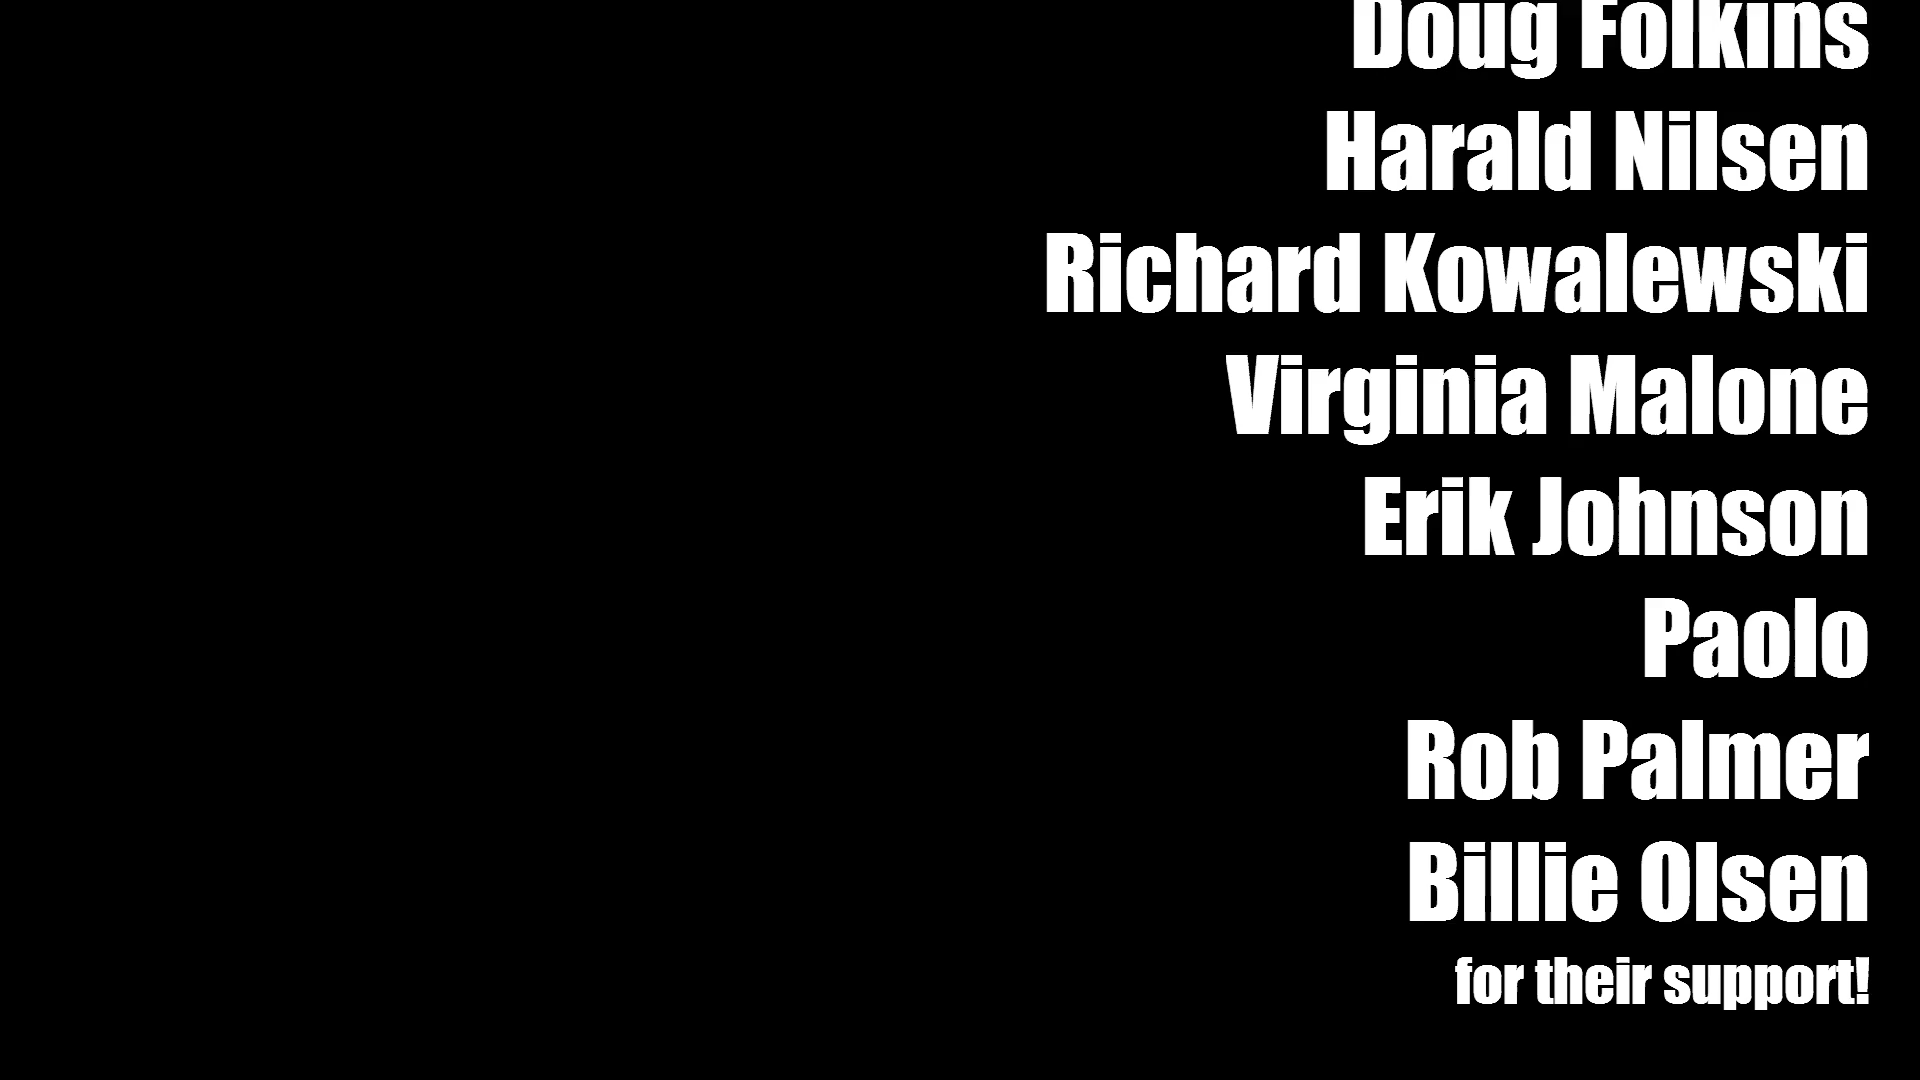 Doug Folkins
Harald Nilsen
Richard Kowalewski
Virginia Malone
Erik Johnson
Paolo
Rob Palmer
Billie Olsen
for their support!